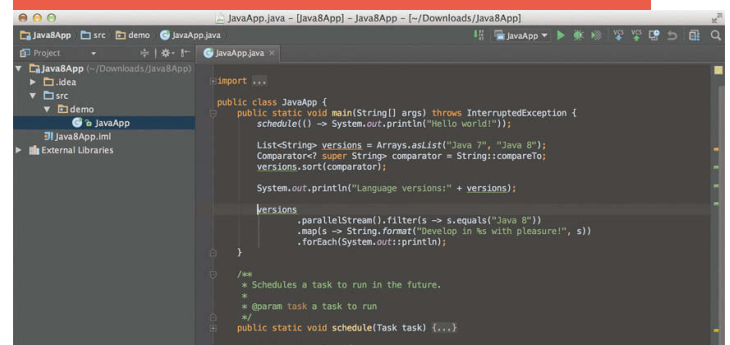 JavaApp.java – [Java8App] – JavaApp – [~/Downloads/Java8App]
Java8App src demo JavaApp.java JavaApp VCS VCS
Project JavaApp.java ×
Java8App (~/Downloads/Java8App)
.idea
src
demo
JavaApp
Java8App.iml
External Libraries
import ...
public class JavaApp {
public static void main(String[] args) throws InterruptedException {
schedule(() -> System.out.println("Hello world!"));
List<String> versions = Arrays.asList("Java 7", "Java 8");
Comparator<? super String> comparator = String::compareTo;
versions.sort(comparator);
System.out.println("Language versions:" + versions);
versions
.parallelStream().filter(s -> s.equals("Java 8"))
.map(s -> String.format("Develop in %s with pleasure!", s))
.forEach(System.out::println);
}
/**
* Schedules a task to run in the future.
*
* @param task a task to run
*/
public static void schedule(Task task) {...}